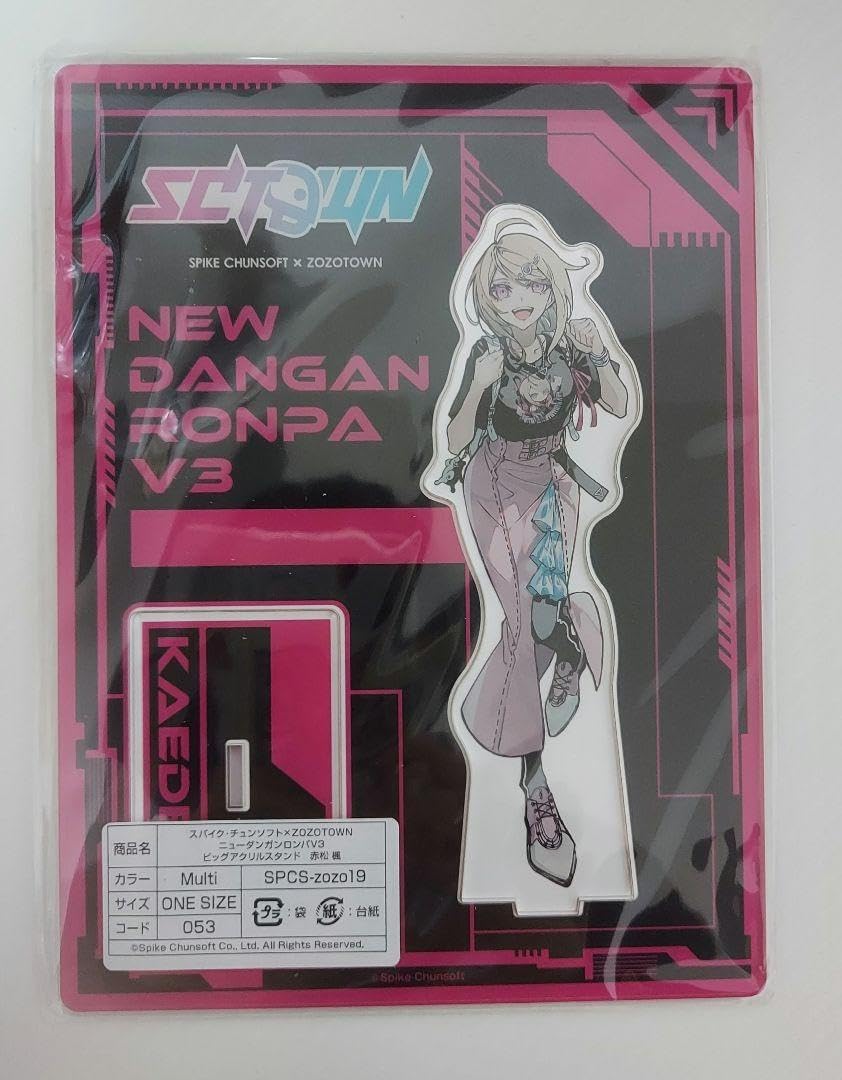 SCTOWN
SPIKE CHUNSOFT × ZOZOTOWN
NEW
DANGAN
RONPA
V3
KAEDE
商品名
スパイク・チュンソフト×ZOZOTOWN
ニューダンガンロンパV3
ビッグアクリルスタンド 赤松 楓
カラー Multi SPCS-zozo19
サイズ ONE SIZE プラ:袋 紙:台紙
コード 053
©Spike Chunsoft Co., Ltd. All Rights Reserved.
©Spike Chunsoft